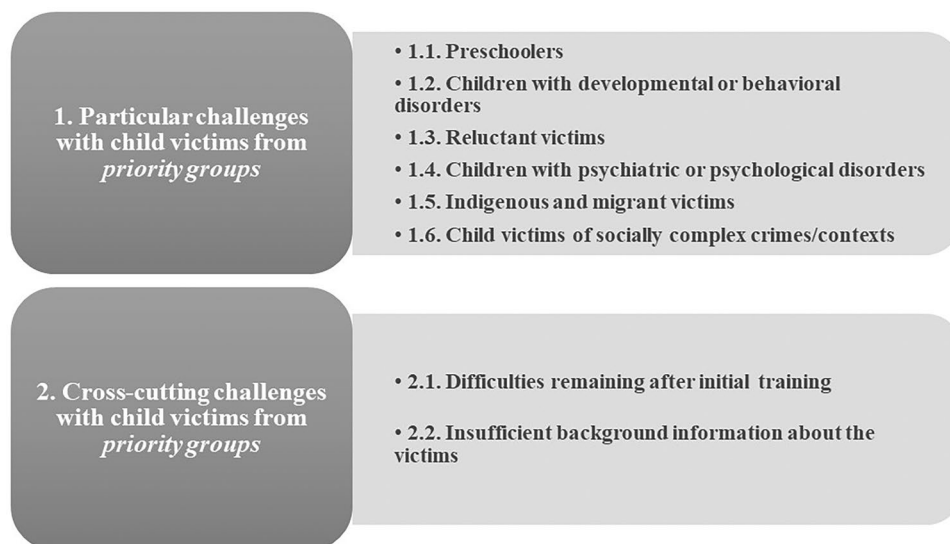 1. Particular challenges
with child victims from
priority groups
• 1.1. Preschoolers
• 1.2. Children with developmental or behavioral
disorders
• 1.3. Reluctant victims
• 1.4. Children with psychiatric or psychological disorders
• 1.5. Indigenous and migrant victims
• 1.6. Child victims of socially complex crimes/contexts
2. Cross-cutting challenges
with child victims from
priority groups
• 2.1. Difficulties remaining after initial training
• 2.2. Insufficient background information about the
victims